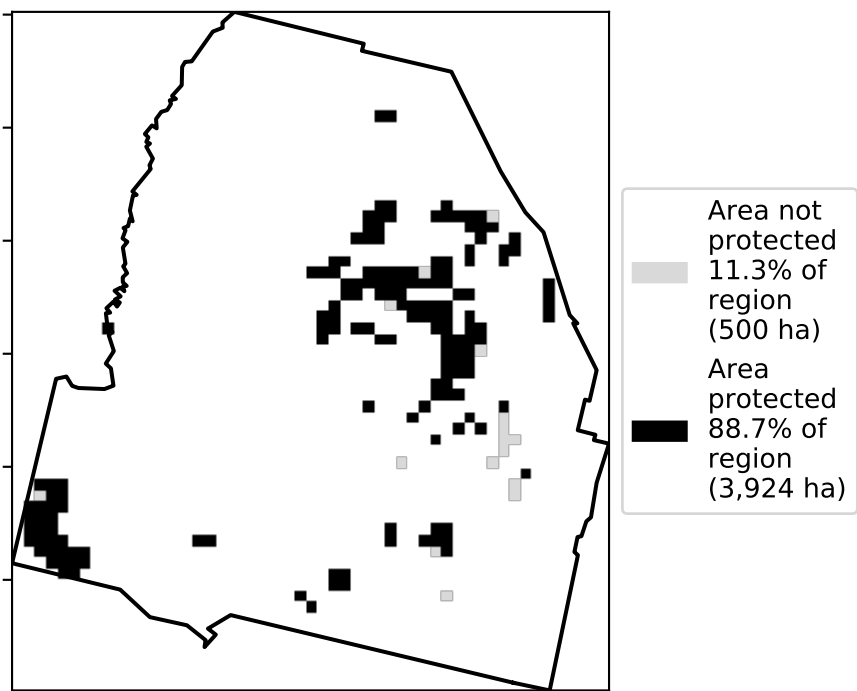 Area not
protected
11.3% of
region
(500 ha)
Area
protected
88.7% of
region
(3,924 ha)